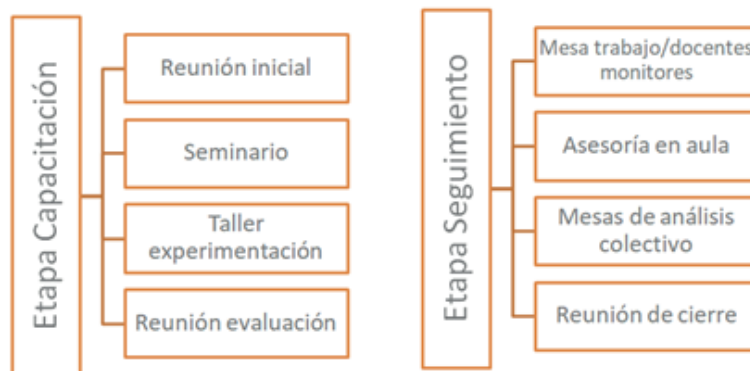 Etapa Capacitación
Reunión inicial
Seminario
Taller
experimentación
Reunión evaluación
Etapa Seguimiento
Mesa trabajo/docentes
monitores
Asesoría en aula
Mesas de análisis
colectivo
Reunión de cierre